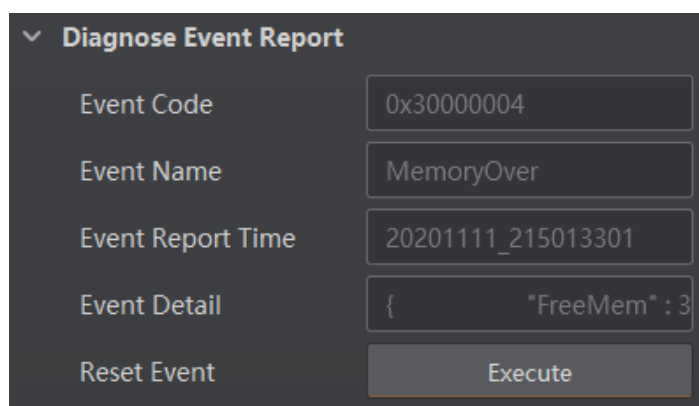 Diagnose Event Report
Event Code 0x30000004
Event Name MemoryOver
Event Report Time 20201111_215013301
Event Detail { "FreeMem" : 3
Reset Event Execute